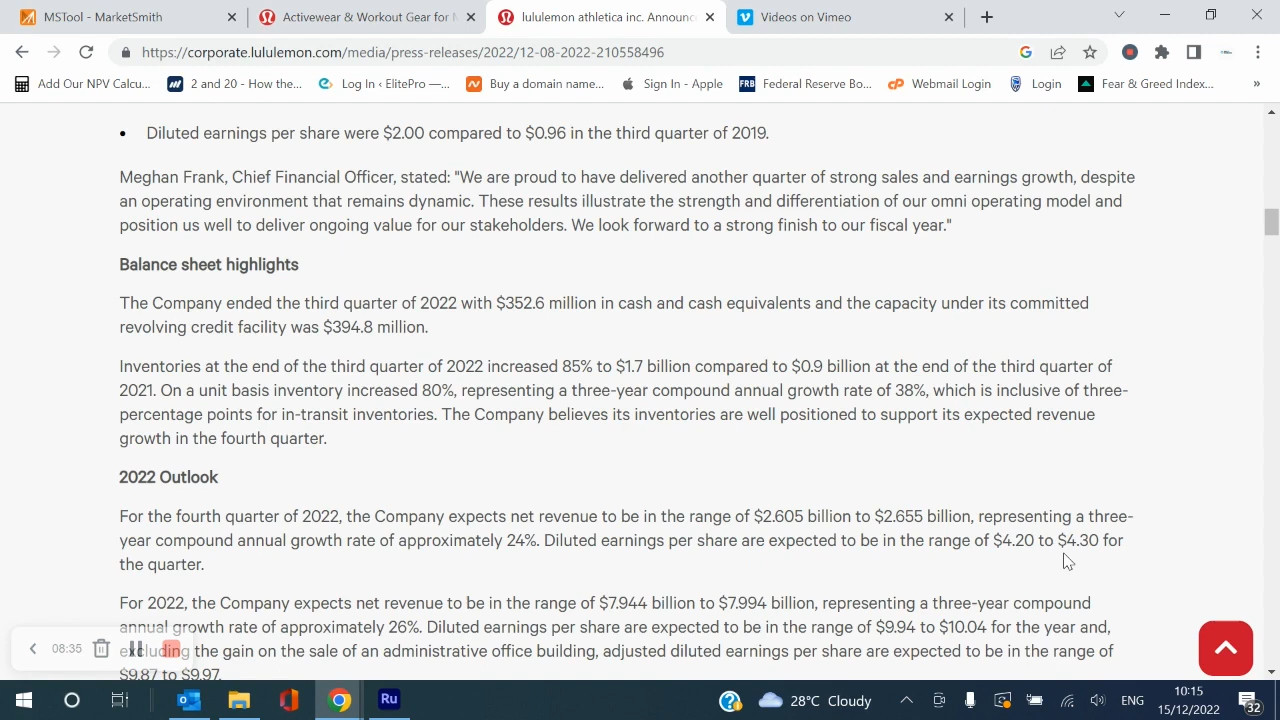 MSTool - MarketSmith
Activewear & Workout Gear for M
lululemon athletica inc. Announc
Videos on Vimeo
https://corporate.lululemon.com/media/press-releases/2022/12-08-2022-210558496
Add Our NPV Calcu...
2 and 20 - How the...
Log In ‹ ElitePro —...
Buy a domain name...
Sign In - Apple
FRB
Federal Reserve Bo...
cP
Webmail Login
Login
Fear & Greed Index...
»
• Diluted earnings per share were $2.00 compared to $0.96 in the third quarter of 2019.
Meghan Frank, Chief Financial Officer, stated: "We are proud to have delivered another quarter of strong sales and earnings growth, despite
an operating environment that remains dynamic. These results illustrate the strength and differentiation of our omni operating model and
position us well to deliver ongoing value for our stakeholders. We look forward to a strong finish to our fiscal year."
Balance sheet highlights
The Company ended the third quarter of 2022 with $352.6 million in cash and cash equivalents and the capacity under its committed
revolving credit facility was $394.8 million.
Inventories at the end of the third quarter of 2022 increased 85% to $1.7 billion compared to $0.9 billion at the end of the third quarter of
2021. On a unit basis inventory increased 80%, representing a three-year compound annual growth rate of 38%, which is inclusive of three-
percentage points for in-transit inventories. The Company believes its inventories are well positioned to support its expected revenue
growth in the fourth quarter.
2022 Outlook
For the fourth quarter of 2022, the Company expects net revenue to be in the range of $2.605 billion to $2.655 billion, representing a three-
year compound annual growth rate of approximately 24%. Diluted earnings per share are expected to be in the range of $4.20 to $4.30 for
the quarter.
For 2022, the Company expects net revenue to be in the range of $7.944 billion to $7.994 billion, representing a three-year compound
annual growth rate of approximately 26%. Diluted earnings per share are expected to be in the range of $9.94 to $10.04 for the year and,
excluding the gain on the sale of an administrative office building, adjusted diluted earnings per share are expected to be in the range of
$9.87 to $9.97.
08:35
Ru
28°C Cloudy
ENG
10:15
15/12/2022
32